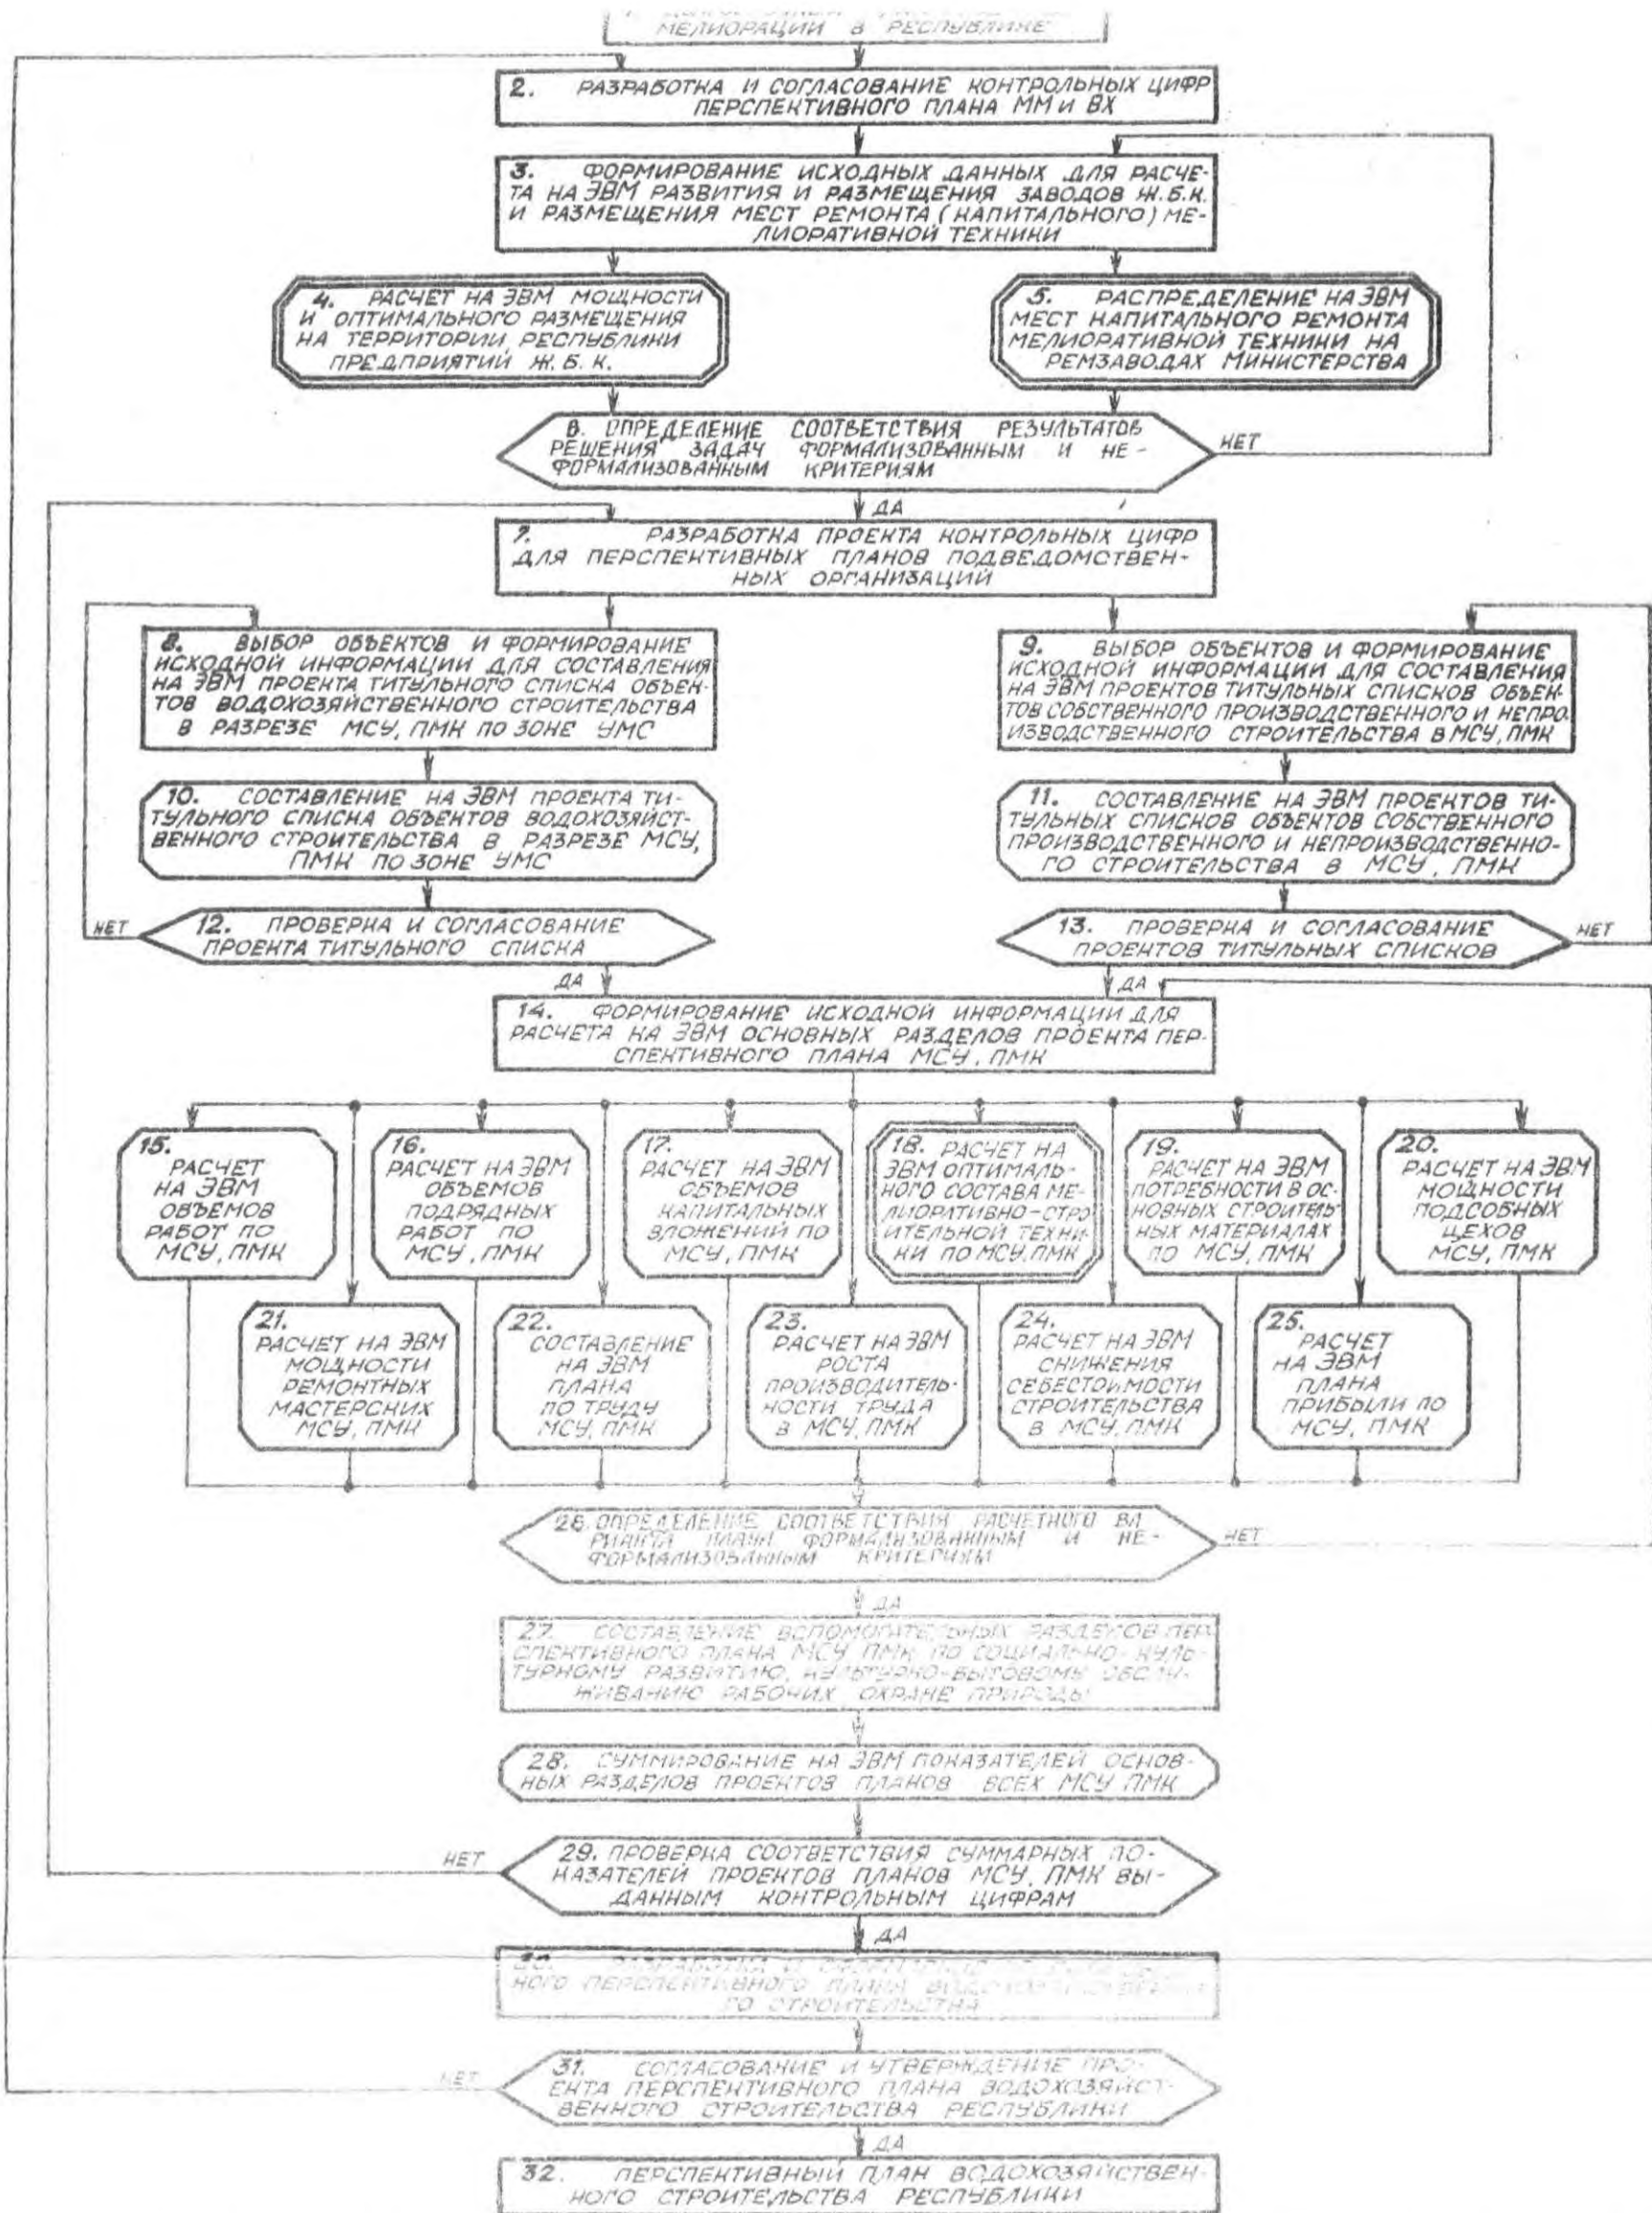 МЕЛИОРАЦИИ В РЕСПУБЛИКЕ
2. РАЗРАБОТКА И СОГЛАСОВАНИЕ КОНТРОЛЬНЫХ ЦИФР
ПЕРСПЕКТИВНОГО ПЛАНА ММ И ВХ
3. ФОРМИРОВАНИЕ ИСХОДНЫХ ДАННЫХ ДЛЯ РАСЧЕ-
ТА НА ЭВМ РАЗВИТИЯ И РАЗМЕЩЕНИЯ ЗАВОДОВ Ж.Б.К.
И РАЗМЕЩЕНИЯ МЕСТ РЕМОНТА (КАПИТАЛЬНОГО) МЕ-
ЛИОРАТИВНОЙ ТЕХНИКИ
4. РАСЧЕТ НА ЭВМ МОЩНОСТИ
И ОПТИМАЛЬНОГО РАЗМЕЩЕНИЯ
НА ТЕРРИТОРИИ РЕСПУБЛИКИ
ПРЕДПРИЯТИЙ Ж.Б.К.
5. РАСПРЕДЕЛЕНИЕ НА ЭВМ
МЕСТ КАПИТАЛЬНОГО РЕМОНТА
МЕЛИОРАТИВНОЙ ТЕХНИКИ НА
РЕМЗАВОДАХ МИНИСТЕРСТВА
6. ОПРЕДЕЛЕНИЕ СООТВЕТСТВИЯ РЕЗУЛЬТАТОВ
РЕШЕНИЯ ЗАДАЧ ФОРМАЛИЗОВАННЫМ И НЕ-
ФОРМАЛИЗОВАННЫМ КРИТЕРИЯМ
НЕТ
ДА
7. РАЗРАБОТКА ПРОЕКТА КОНТРОЛЬНЫХ ЦИФР
ДЛЯ ПЕРСПЕКТИВНЫХ ПЛАНОВ ПОДВЕДОМСТВЕН-
НЫХ ОРГАНИЗАЦИЙ
8. ВЫБОР ОБЪЕКТОВ И ФОРМИРОВАНИЕ
ИСХОДНОЙ ИНФОРМАЦИИ ДЛЯ СОСТАВЛЕНИЯ
НА ЭВМ ПРОЕКТА ТИТУЛЬНОГО СПИСКА ОБЪЕК-
ТОВ ВОДОХОЗЯЙСТВЕННОГО СТРОИТЕЛЬСТВА
В РАЗРЕЗЕ МСУ, ПМК ПО ЗОНЕ УМС
9. ВЫБОР ОБЪЕКТОВ И ФОРМИРОВАНИЕ
ИСХОДНОЙ ИНФОРМАЦИИ ДЛЯ СОСТАВЛЕНИЯ
НА ЭВМ ПРОЕКТОВ ТИТУЛЬНЫХ СПИСКОВ ОБЪЕК-
ТОВ СОБСТВЕННОГО ПРОИЗВОДСТВЕННОГО И НЕПРО-
ИЗВОДСТВЕННОГО СТРОИТЕЛЬСТВА В МСУ, ПМК
10. СОСТАВЛЕНИЕ НА ЭВМ ПРОЕКТА ТИ-
ТУЛЬНОГО СПИСКА ОБЪЕКТОВ ВОДОХОЗЯЙСТ-
ВЕННОГО СТРОИТЕЛЬСТВА В РАЗРЕЗЕ МСУ,
ПМК ПО ЗОНЕ УМС
11. СОСТАВЛЕНИЕ НА ЭВМ ПРОЕКТОВ ТИ-
ТУЛЬНЫХ СПИСКОВ ОБЪЕКТОВ СОБСТВЕННОГО
ПРОИЗВОДСТВЕННОГО И НЕПРОИЗВОДСТВЕННО-
ГО СТРОИТЕЛЬСТВА В МСУ, ПМК
НЕТ
12. ПРОВЕРКА И СОГЛАСОВАНИЕ
ПРОЕКТА ТИТУЛЬНОГО СПИСКА
13. ПРОВЕРКА И СОГЛАСОВАНИЕ
ПРОЕКТОВ ТИТУЛЬНЫХ СПИСКОВ
НЕТ
ДА
ДА
14. ФОРМИРОВАНИЕ ИСХОДНОЙ ИНФОРМАЦИИ ДЛЯ
РАСЧЕТА НА ЭВМ ОСНОВНЫХ РАЗДЕЛОВ ПРОЕКТА ПЕР-
СПЕКТИВНОГО ПЛАНА МСУ, ПМК
15.
РАСЧЕТ
НА ЭВМ
ОБЪЕМОВ
РАБОТ ПО
МСУ, ПМК
16.
РАСЧЕТ НА ЭВМ
ОБЪЕМОВ
ПОДРЯДНЫХ
РАБОТ ПО
МСУ, ПМК
17.
РАСЧЕТ НА ЭВМ
ОБЪЕМОВ
КАПИТАЛЬНЫХ
ВЛОЖЕНИЙ ПО
МСУ, ПМК
18. РАСЧЕТ НА
ЭВМ ОПТИМАЛЬ-
НОГО СОСТАВА МЕ-
ЛИОРАТИВНО-СТРО
ИТЕЛЬНОЙ ТЕХНИ-
КИ ПО МСУ, ПМК
19.
РАСЧЕТ НА ЭВМ
ПОТРЕБНОСТИ В ОС-
НОВНЫХ СТРОИТЕЛЬ-
НЫХ МАТЕРИАЛАХ
ПО МСУ, ПМК
20.
РАСЧЕТ НА ЭВМ
МОЩНОСТИ
ПОДСОБНЫХ
ЦЕХОВ
МСУ, ПМК
21.
РАСЧЕТ НА ЭВМ
МОЩНОСТИ
РЕМОНТНЫХ
МАСТЕРСКИХ
МСУ, ПМК
22.
СОСТАВЛЕНИЕ
НА ЭВМ
ПЛАНА
ПО ТРУДУ
МСУ, ПМК
23.
РАСЧЕТ НА ЭВМ
РОСТА
ПРОИЗВОДИТЕЛЬ-
НОСТИ ТРУДА
В МСУ, ПМК
24.
РАСЧЕТ НА ЭВМ
СНИЖЕНИЯ
СЕБЕСТОИМОСТИ
СТРОИТЕЛЬСТВА
В МСУ, ПМК
25.
РАСЧЕТ
НА ЭВМ
ПЛАНА
ПРИБЫЛИ ПО
МСУ, ПМК
26. ОПРЕДЕЛЕНИЕ СООТВЕТСТВИЯ РАСЧЕТНОГО ВА
РИАНТА ПЛАНА ФОРМАЛИЗОВАННЫМ И НЕ-
ФОРМАЛИЗОВАННЫМ КРИТЕРИЯМ
НЕТ
ДА
27. СОСТАВЛЕНИЕ ВСПОМОГАТЕЛЬНЫХ РАЗДЕЛОВ ПЕР-
СПЕКТИВНОГО ПЛАНА МСУ ПМК ПО СОЦИАЛЬНО-КУЛЬ-
ТУРНОМУ РАЗВИТИЮ, КУЛЬТУРНО-БЫТОВОМУ ОБСЛУ-
ЖИВАНИЮ РАБОЧИХ ОХРАНЕ ПРИРОДЫ
28. СУММИРОВАНИЕ НА ЭВМ ПОКАЗАТЕЛЕЙ ОСНОВ-
НЫХ РАЗДЕЛОВ ПРОЕКТОВ ПЛАНОВ ВСЕХ МСУ ПМК
НЕТ
29. ПРОВЕРКА СООТВЕТСТВИЯ СУММАРНЫХ ПО-
КАЗАТЕЛЕЙ ПРОЕКТОВ ПЛАНОВ МСУ, ПМК ВЫ-
ДАННЫМ КОНТРОЛЬНЫМ ЦИФРАМ
ДА
НОГО ПЕРСПЕКТИВНОГО ПЛАНА
ГО СТРОИТЕЛЬСТВА
НЕТ
31. СОГЛАСОВАНИЕ И УТВЕРЖДЕНИЕ ПРО-
ЕКТА ПЕРСПЕКТИВНОГО ПЛАНА ВОДОХОЗЯЙСТ-
ВЕННОГО СТРОИТЕЛЬСТВА РЕСПУБЛИКИ
ДА
32. ПЕРСПЕКТИВНЫЙ ПЛАН ВОДОХОЗЯЙСТВЕН-
НОГО СТРОИТЕЛЬСТВА РЕСПУБЛИКИ